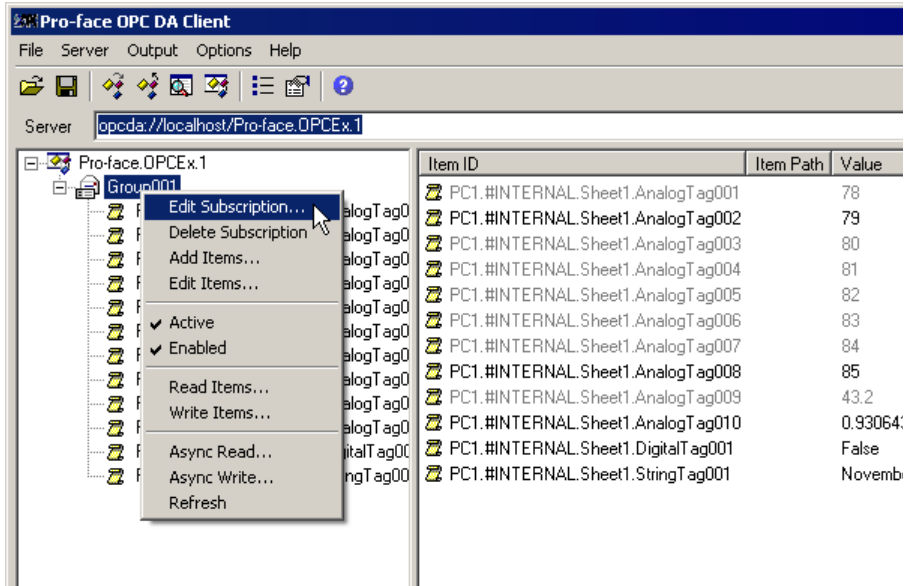 Pro-face OPC DA Client
File Server Output Options Help
Server opcda://localhost/Pro-face.OPCEx.1
Pro-face.OPCEx.1
Group001
Edit Subscription...
Delete Subscription
Add Items...
Edit Items...
Active
Enabled
Read Items...
Write Items...
Async Read...
Async Write...
Refresh
Item ID Item Path Value
PC1.#INTERNAL.Sheet1.AnalogTag001 78
PC1.#INTERNAL.Sheet1.AnalogTag002 79
PC1.#INTERNAL.Sheet1.AnalogTag003 80
PC1.#INTERNAL.Sheet1.AnalogTag004 81
PC1.#INTERNAL.Sheet1.AnalogTag005 82
PC1.#INTERNAL.Sheet1.AnalogTag006 83
PC1.#INTERNAL.Sheet1.AnalogTag007 84
PC1.#INTERNAL.Sheet1.AnalogTag008 85
PC1.#INTERNAL.Sheet1.AnalogTag009 43.2
PC1.#INTERNAL.Sheet1.AnalogTag010 0.93064
PC1.#INTERNAL.Sheet1.DigitalTag001 False
PC1.#INTERNAL.Sheet1.StringTag001 Novemb